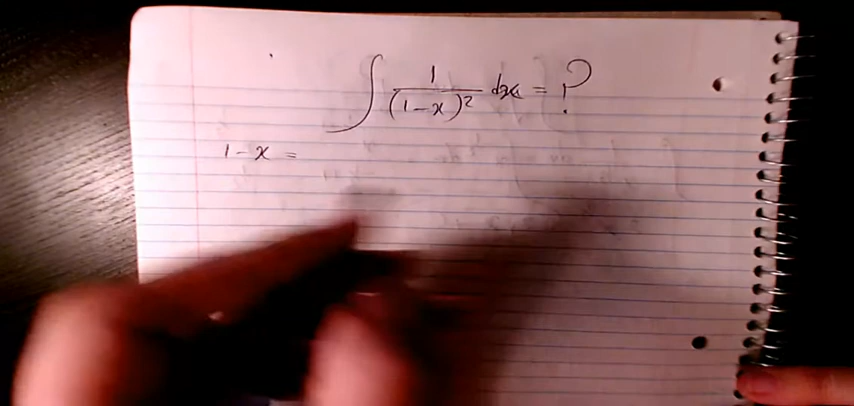 ∫ 1/(1-x)² dx = ?
1 - x =